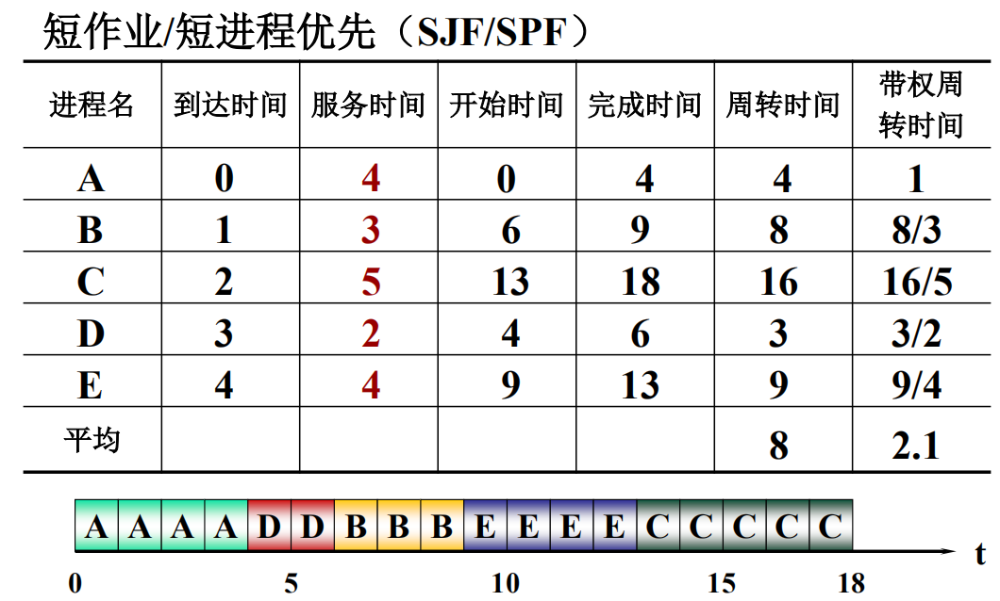 短作业/短进程优先（SJF/SPF）
进程名 到达时间 服务时间 开始时间 完成时间 周转时间 带权周转时间
A 0 4 0 4 4 1
B 1 3 6 9 8 8/3
C 2 5 13 18 16 16/5
D 3 2 4 6 3 3/2
E 4 4 9 13 9 9/4
平均 8 2.1
A A A A D D B B B E E E E C C C C C
t
0 5 10 15 18